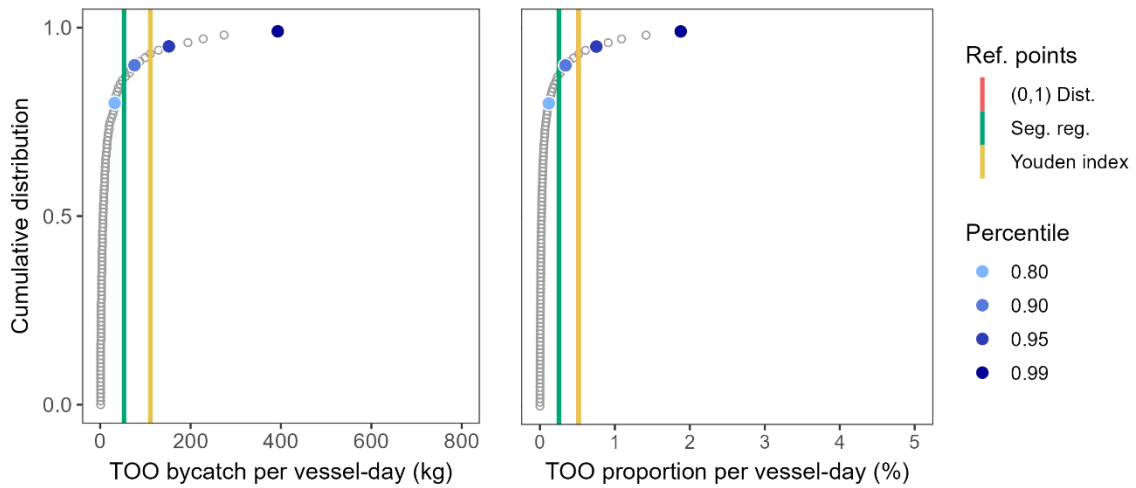 1.0
0.5
0.0
Cumulative distribution
0 200 400 600 800
TOO bycatch per vessel-day (kg)
0 1 2 3 4 5
TOO proportion per vessel-day (%)
Ref. points
(0,1) Dist.
Seg. reg.
Youden index
Percentile
0.80
0.90
0.95
0.99